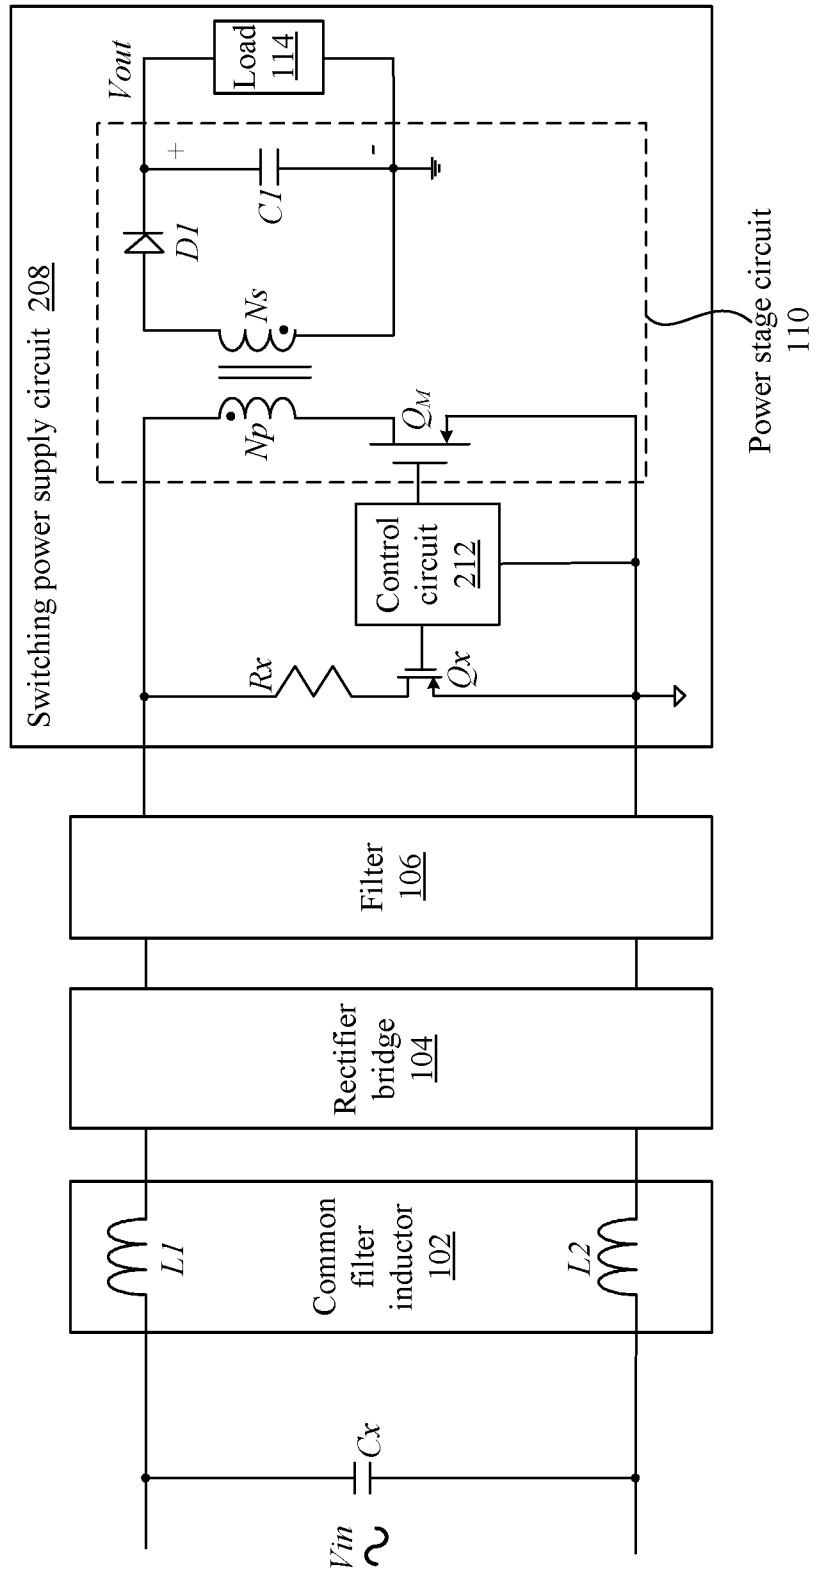 Vin
Cx
L1
Common
filter
inductor
102
L2
Rectifier
bridge
104
Filter
106
Switching power supply circuit 208
Rx
Qx
Control
circuit
212
Np
QM
Ns
D1
C1
+
-
Vout
Load
114
Power stage circuit
110